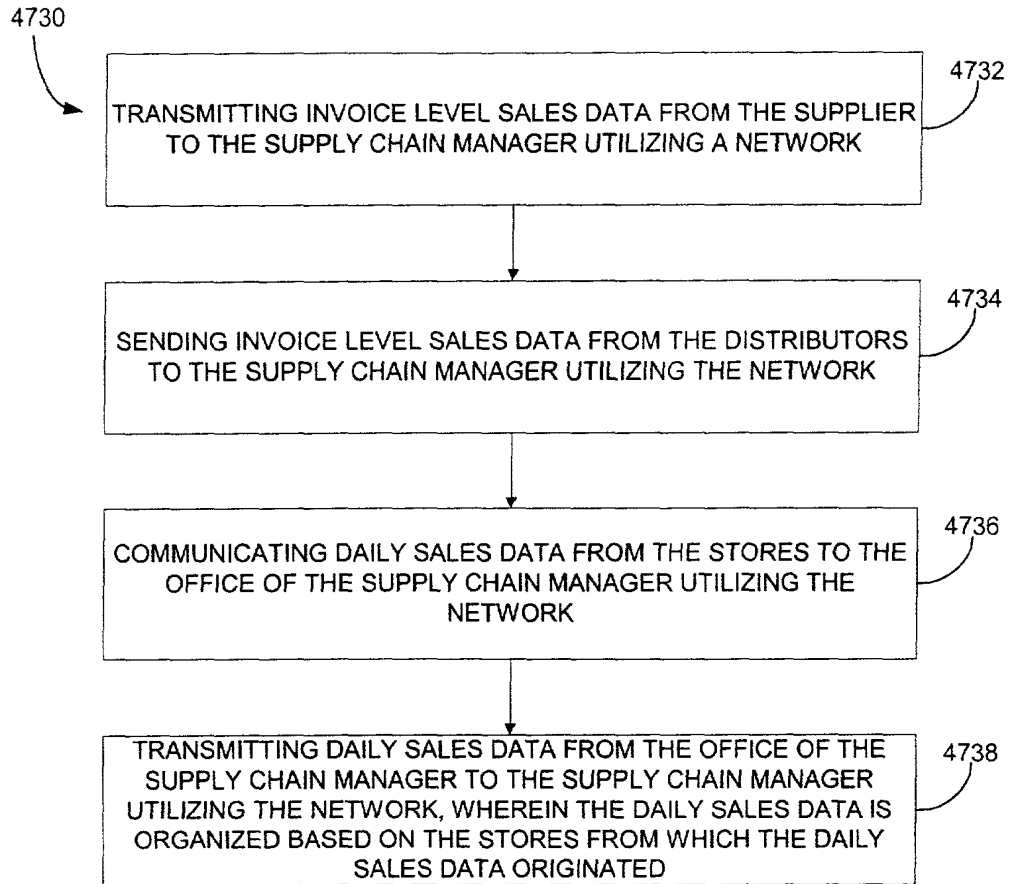 4730
4732
TRANSMITTING INVOICE LEVEL SALES DATA FROM THE SUPPLIER
TO THE SUPPLY CHAIN MANAGER UTILIZING A NETWORK
4734
SENDING INVOICE LEVEL SALES DATA FROM THE DISTRIBUTORS
TO THE SUPPLY CHAIN MANAGER UTILIZING THE NETWORK
4736
COMMUNICATING DAILY SALES DATA FROM THE STORES TO THE
OFFICE OF THE SUPPLY CHAIN MANAGER UTILIZING THE
NETWORK
4738
TRANSMITTING DAILY SALES DATA FROM THE OFFICE OF THE
SUPPLY CHAIN MANAGER TO THE SUPPLY CHAIN MANAGER
UTILIZING THE NETWORK, WHEREIN THE DAILY SALES DATA IS
ORGANIZED BASED ON THE STORES FROM WHICH THE DAILY
SALES DATA ORIGINATED